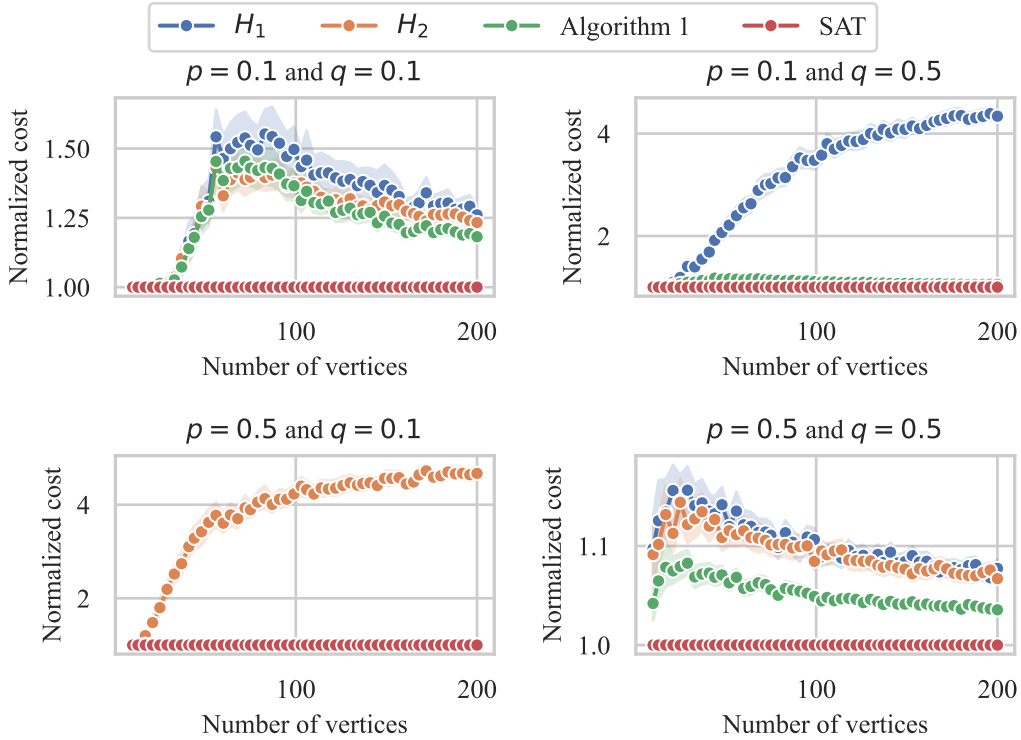 H₁ H₂ Algorithm 1 SAT
p = 0.1 and q = 0.1
Normalized cost
1.50
1.25
1.00
100 200
Number of vertices
p = 0.1 and q = 0.5
Normalized cost
4
2
100 200
Number of vertices
p = 0.5 and q = 0.1
Normalized cost
4
2
100 200
Number of vertices
p = 0.5 and q = 0.5
Normalized cost
1.1
1.0
100 200
Number of vertices